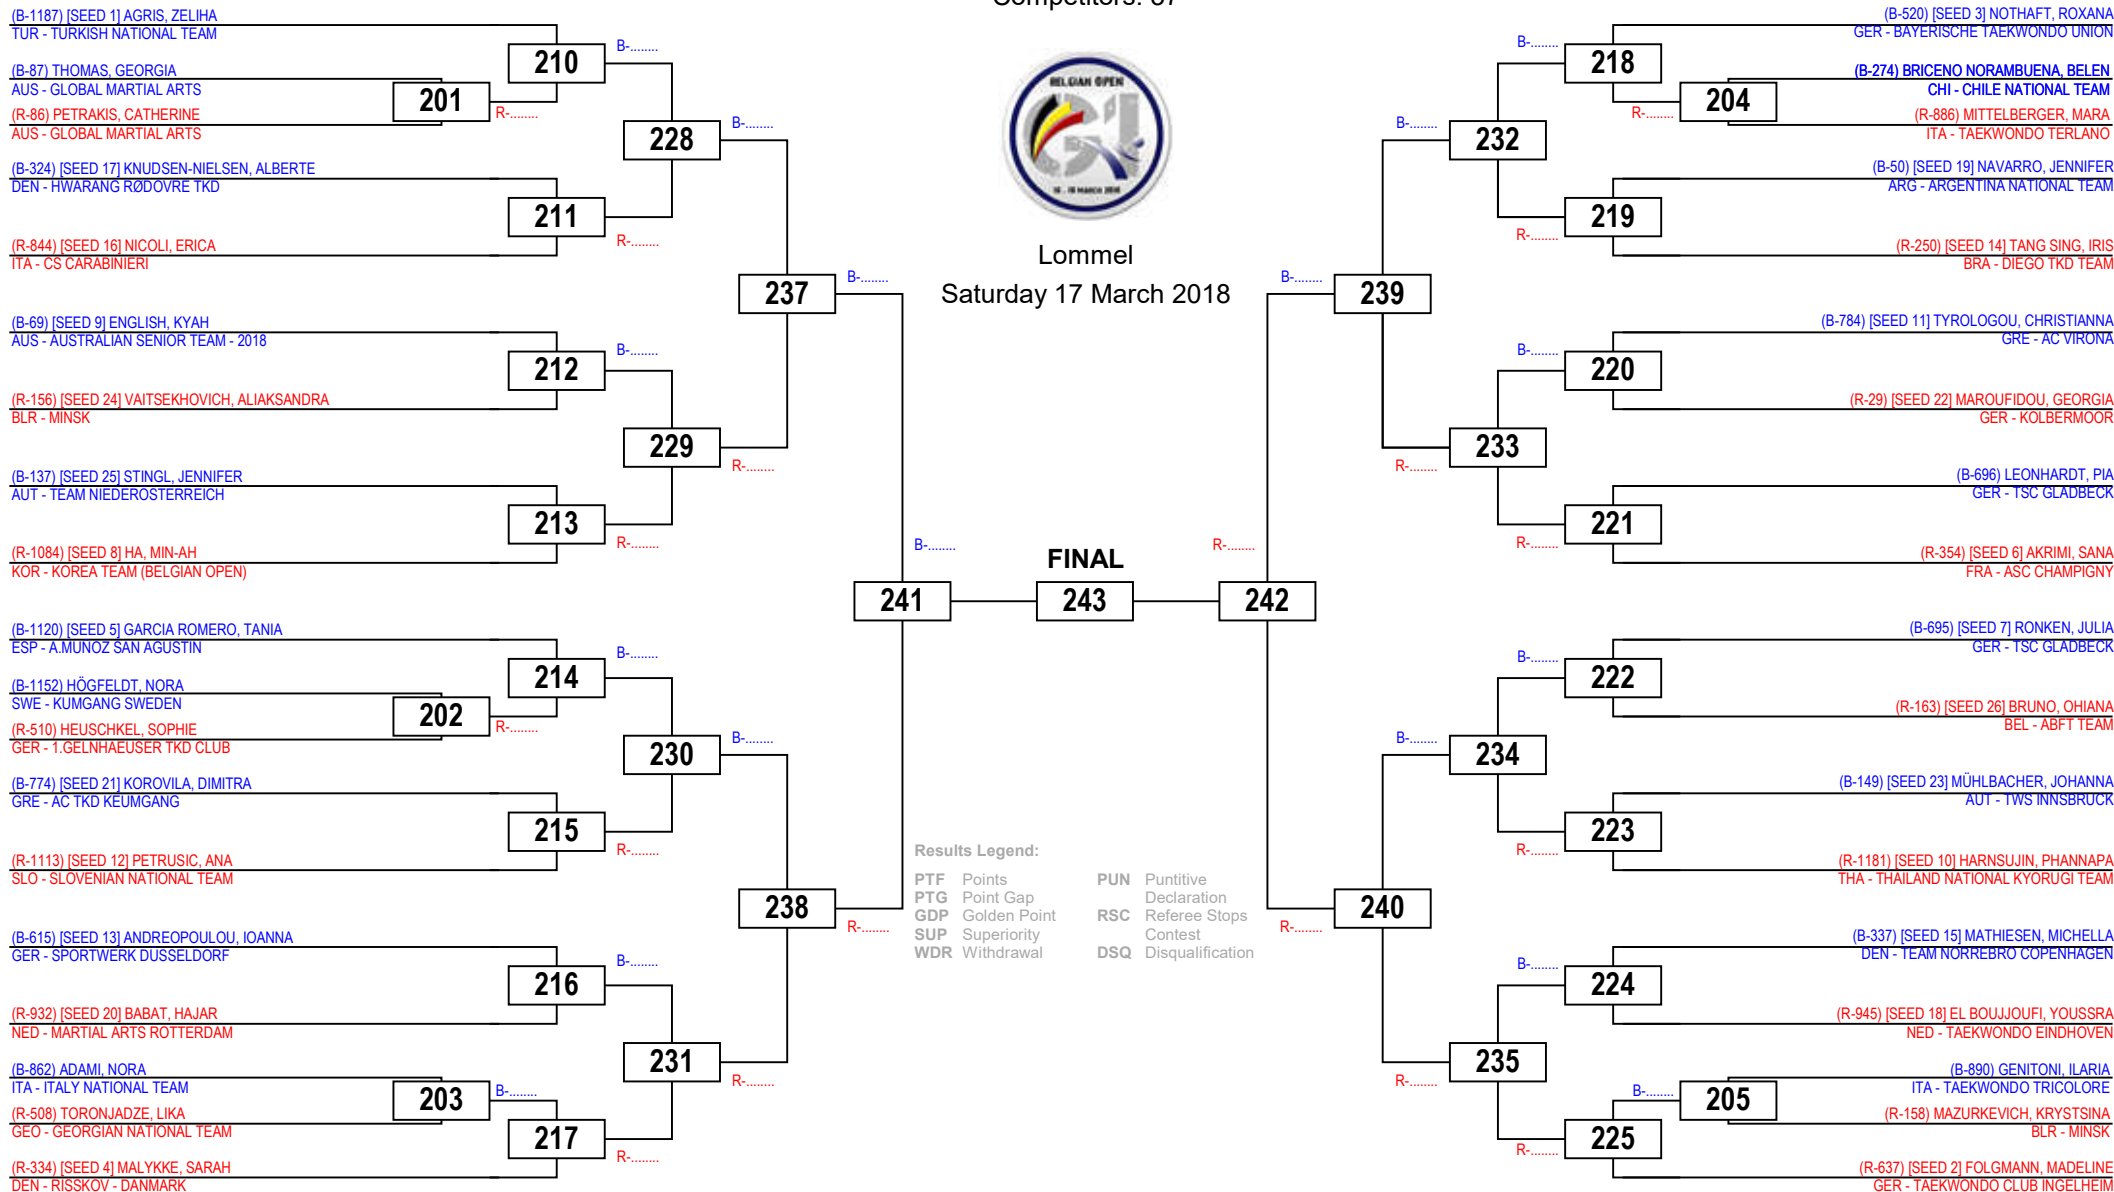 Competitors: 37
(B-1187) [SEED 1] AGRIS, ZELIHA
TUR - TURKISH NATIONAL TEAM
(B-87) THOMAS, GEORGIA
AUS - GLOBAL MARTIAL ARTS
(R-86) PETRAKIS, CATHERINE
AUS - GLOBAL MARTIAL ARTS
(B-324) [SEED 17] KNUDSEN-NIELSEN, ALBERTE
DEN - HWARANG RØDOVRE TKD
(R-844) [SEED 16] NICOLI, ERICA
ITA - CS CARABINIERI
(B-69) [SEED 9] ENGLISH, KYAH
AUS - AUSTRALIAN SENIOR TEAM - 2018
(R-156) [SEED 24] VAITSEKHOVICH, ALIAKSANDRA
BLR - MINSK
(B-137) [SEED 25] STINGL, JENNIFER
AUT - TEAM NIEDEROSTERREICH
(R-1084) [SEED 8] HA, MIN-AH
KOR - KOREA TEAM (BELGIAN OPEN)
(B-1120) [SEED 5] GARCIA ROMERO, TANIA
ESP - A.MUNOZ SAN AGUSTIN
(B-1152) HÖGFELDT, NORA
SWE - KUMGANG SWEDEN
(R-510) HEUSCHKEL, SOPHIE
GER - 1.GELNHAEUSER TKD CLUB
(B-774) [SEED 21] KOROVILA, DIMITRA
GRE - AC TKD KEUMGANG
(R-1113) [SEED 12] PETRUSIC, ANA
SLO - SLOVENIAN NATIONAL TEAM
(B-615) [SEED 13] ANDREOPOULOU, IOANNA
GER - SPORTWERK DUSSELDORF
(R-932) [SEED 20] BABAT, HAJAR
NED - MARTIAL ARTS ROTTERDAM
(B-862) ADAMI, NORA
ITA - ITALY NATIONAL TEAM
(R-508) TORONJADZE, LIKA
GEO - GEORGIAN NATIONAL TEAM
(R-334) [SEED 4] MALYKKE, SARAH
DEN - RISSKOV - DANMARK
201
R-........
202
R-........
203
B-........
210
B-........
211
R-........
212
B-........
213
R-........
214
B-........
215
R-........
216
B-........
217
R-........
228
B-........
229
R-........
230
B-........
231
R-........
237
B-........
238
R-........
241
B-........
BELGIAN OPEN
G1
16 - 18 MARCH 2018
Lommel
Saturday 17 March 2018
FINAL
243
Results Legend:
PTF Points
PTG Point Gap
GDP Golden Point
SUP Superiority
WDR Withdrawal
PUN Puntitive
Declaration
RSC Referee Stops
Contest
DSQ Disqualification
R-........
242
B-........
239
R-........
240
B-........
232
R-........
233
B-........
234
R-........
235
B-........
218
R-........
219
B-........
220
R-........
221
B-........
222
R-........
223
B-........
224
R-........
225
R-........
204
B-........
205
(B-520) [SEED 3] NOTHAFT, ROXANA
GER - BAYERISCHE TAEKWONDO UNION
(B-274) BRICENO NORAMBUENA, BELEN
CHI - CHILE NATIONAL TEAM
(R-886) MITTELBERGER, MARA
ITA - TAEKWONDO TERLANO
(B-50) [SEED 19] NAVARRO, JENNIFER
ARG - ARGENTINA NATIONAL TEAM
(R-250) [SEED 14] TANG SING, IRIS
BRA - DIEGO TKD TEAM
(B-784) [SEED 11] TYROLOGOU, CHRISTIANNA
GRE - AC VIRONA
(R-29) [SEED 22] MAROUFIDOU, GEORGIA
GER - KOLBERMOOR
(B-696) LEONHARDT, PIA
GER - TSC GLADBECK
(R-354) [SEED 6] AKRIMI, SANA
FRA - ASC CHAMPIGNY
(B-695) [SEED 7] RONKEN, JULIA
GER - TSC GLADBECK
(R-163) [SEED 26] BRUNO, OHIANA
BEL - ABFT TEAM
(B-149) [SEED 23] MÜHLBACHER, JOHANNA
AUT - TWS INNSBRUCK
(R-1181) [SEED 10] HARNSUJIN, PHANNAPA
THA - THAILAND NATIONAL KYORUGI TEAM
(B-337) [SEED 15] MATHIESEN, MICHELLA
DEN - TEAM NORREBRO COPENHAGEN
(R-945) [SEED 18] EL BOUJJOUFI, YOUSSRA
NED - TAEKWONDO EINDHOVEN
(B-890) GENITONI, ILARIA
ITA - TAEKWONDO TRICOLORE
(R-158) MAZURKEVICH, KRYSTSINA
BLR - MINSK
(R-637) [SEED 2] FOLGMANN, MADELINE
GER - TAEKWONDO CLUB INGELHEIM